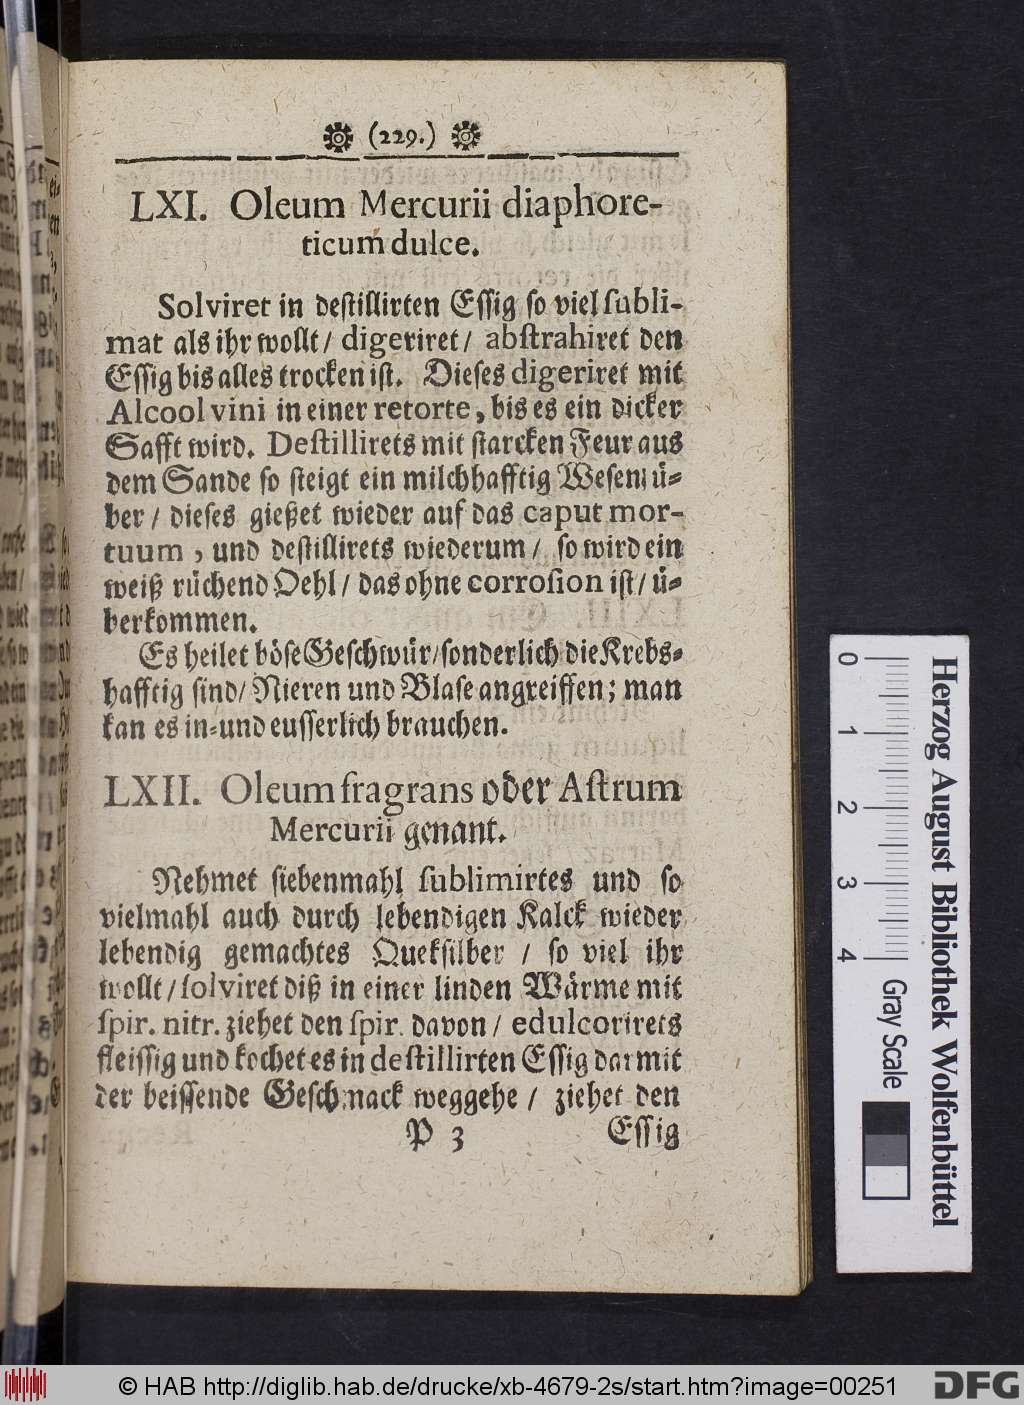 (229.)
LXI. Oleum Mercurii diaphore-
ticum dulce.
Solviret in destillirten Essig so viel subli-
mat als ihr wollt/ digeriret/ abstrahiret den
Essig bis alles trocken ist. Dieses digeriret mit
Alcool vini in einer retorte, bis es ein dicker
Safft wird. Destillirets mit starcken Feur aus
dem Sande so steigt ein milchhafftig Wesen ü-
ber / dieses gießet wieder auf das caput mor-
tuum, und destillirets wiederum / so wird ein
weiß rüchend Oehl / das ohne corrosion ist / ü-
berkommen.
Es heilet böse Geschwür/sonderlich die Krebs-
hafftig sind/ Nieren und Blase angreiffen; man
kan es in-und eusserlich brauchen.
LXII. Oleum fragrans oder Astrum
Mercurii genant.
Nehmet siebenmahl sublimirtes und so
vielmahl auch durch lebendigen Kalck wieder
lebendig gemachtes Queksilber / so viel ihr
wollt / solviret diß in einer linden Wärme mit
spir. nitr. ziehet den spir. davon / edulcorirets
fleissig und kochet es in destillirten Essig darmit
der beissende Geschmack weggehe / ziehet den
P 3 Essig
0 1 2 3 4
Herzog August Bibliothek Wolfenbüttel
Gray Scale
© HAB http://diglib.hab.de/drucke/xb-4679-2s/start.htm?image=00251
DFG